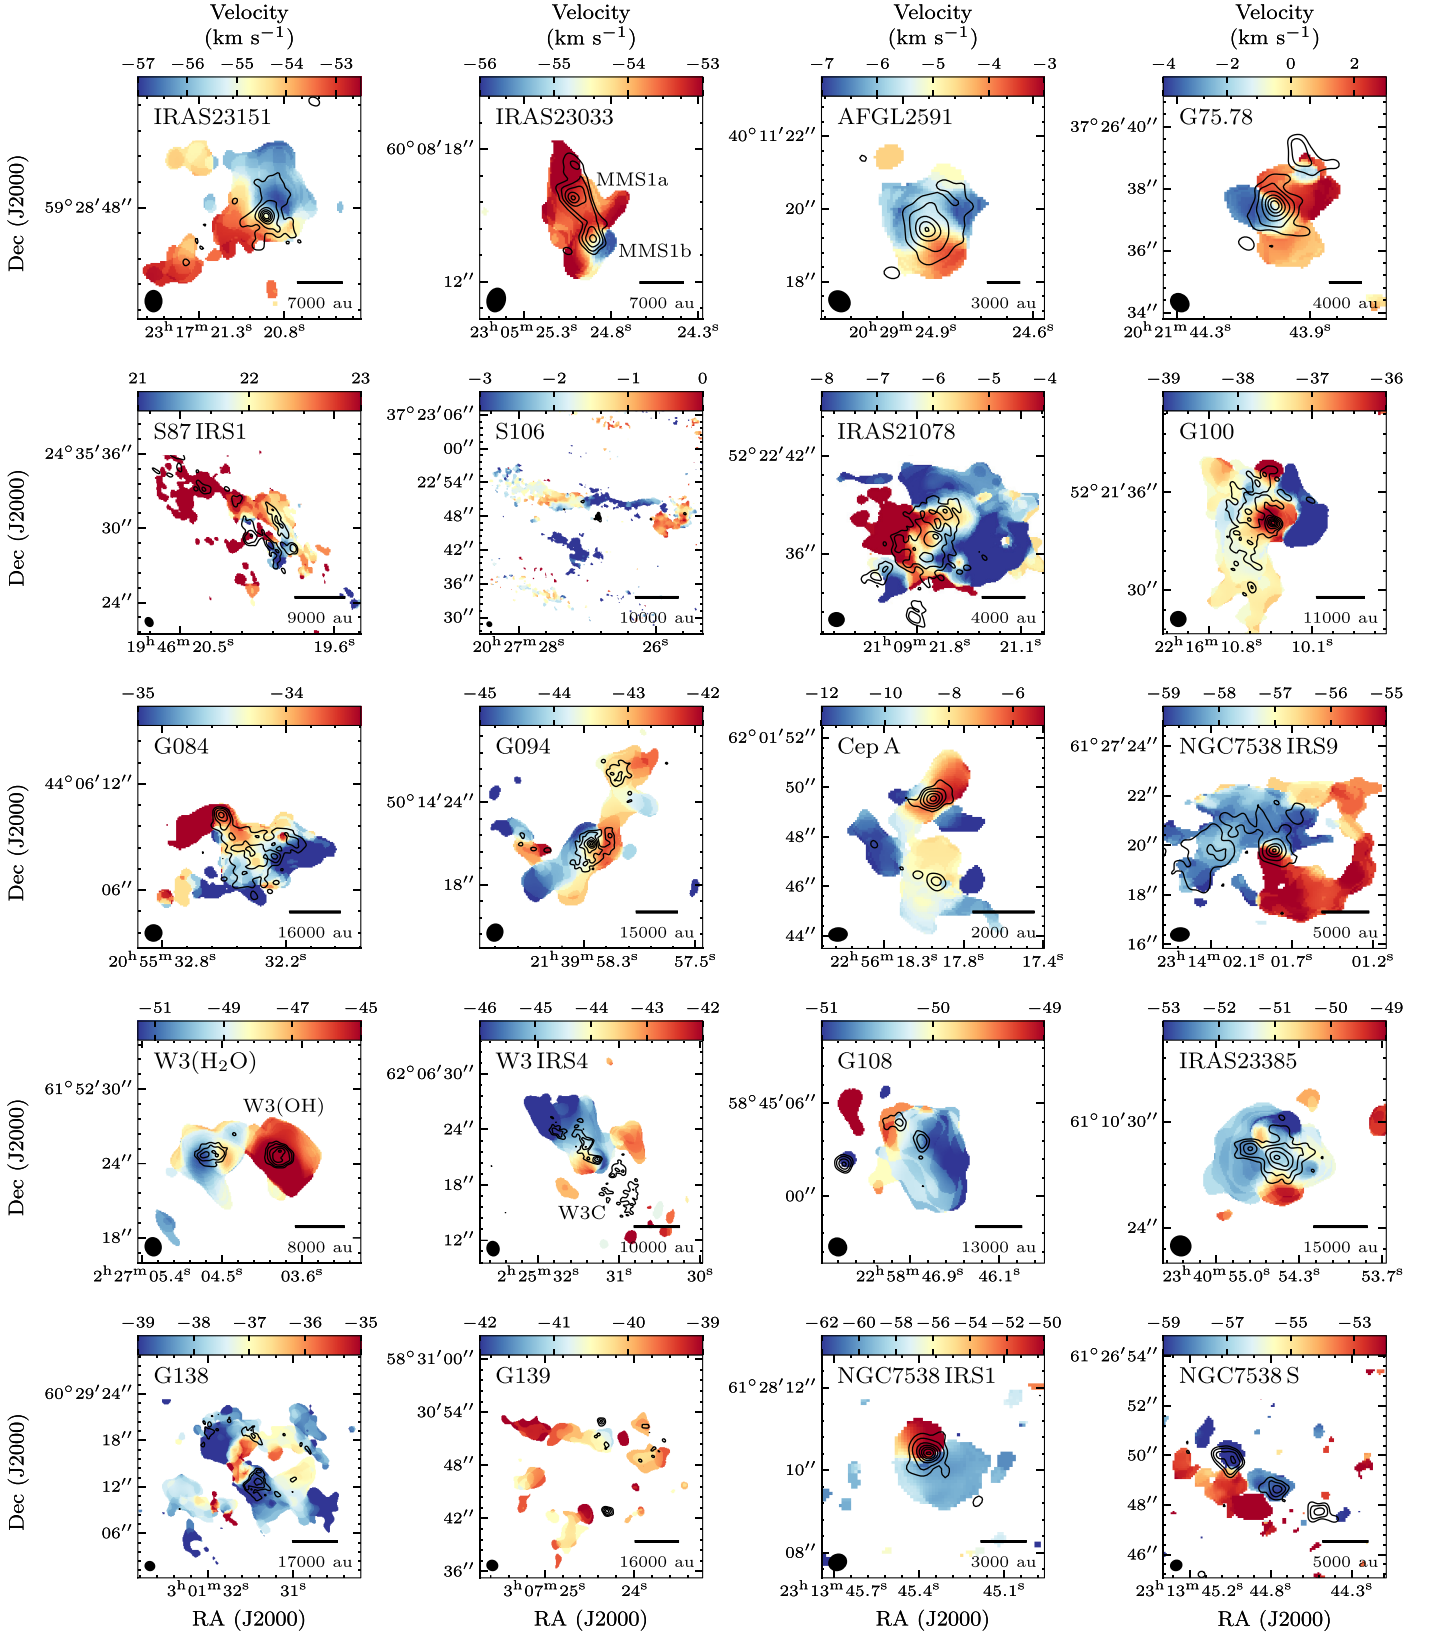 Velocity Velocity Velocity Velocity
(km s⁻¹) (km s⁻¹) (km s⁻¹) (km s⁻¹)
−57 −56 −55 −54 −53
IRAS23151
Dec (J2000)
59°28′48″
7000 au
23ʰ17ᵐ21.3ˢ 20.8ˢ
−56 −55 −54 −53
IRAS23033
60°08′18″
MMS1a
MMS1b
12″
7000 au
23ʰ05ᵐ25.3ˢ 24.8ˢ 24.3ˢ
−7 −6 −5 −4 −3
AFGL2591
40°11′22″
20″
18″
3000 au
20ʰ29ᵐ24.9ˢ 24.6ˢ
−4 −2 0 2
G75.78
37°26′40″
38″
36″
34″
4000 au
20ʰ21ᵐ44.3ˢ 43.9ˢ
21 22 23
S87 IRS1
Dec (J2000)
24°35′36″
30″
24″
9000 au
19ʰ46ᵐ20.5ˢ 19.6ˢ
−3 −2 −1 0
S106
37°23′06″
00″
22′54″
48″
42″
36″
30″
10000 au
20ʰ27ᵐ28ˢ 26ˢ
−8 −7 −6 −5 −4
IRAS21078
52°22′42″
36″
4000 au
21ʰ09ᵐ21.8ˢ 21.1ˢ
−39 −38 −37 −36
G100
52°21′36″
30″
11000 au
22ʰ16ᵐ10.8ˢ 10.1ˢ
−35 −34
G084
Dec (J2000)
44°06′12″
06″
16000 au
20ʰ55ᵐ32.8ˢ 32.2ˢ
−45 −44 −43 −42
G094
50°14′24″
18″
15000 au
21ʰ39ᵐ58.3ˢ 57.5ˢ
−12 −10 −8 −6
Cep A
62°01′52″
50″
48″
46″
44″
2000 au
22ʰ56ᵐ18.3ˢ 17.8ˢ 17.4ˢ
−59 −58 −57 −56 −55
NGC7538 IRS9
61°27′24″
22″
20″
18″
16″
5000 au
23ʰ14ᵐ02.1ˢ 01.7ˢ 01.2ˢ
−51 −49 −47 −45
W3(H₂O)
Dec (J2000)
61°52′30″
W3(OH)
24″
18″
8000 au
2ʰ27ᵐ05.4ˢ 04.5ˢ 03.6ˢ
−46 −45 −44 −43 −42
W3 IRS4
62°06′30″
24″
18″
W3C
12″
10000 au
2ʰ25ᵐ32ˢ 31ˢ 30ˢ
−51 −50 −49
G108
58°45′06″
00″
13000 au
22ʰ58ᵐ46.9ˢ 46.1ˢ
−53 −52 −51 −50 −49
IRAS23385
61°10′30″
24″
15000 au
23ʰ40ᵐ55.0ˢ 54.3ˢ 53.7ˢ
−39 −38 −37 −36 −35
G138
Dec (J2000)
60°29′24″
18″
12″
06″
17000 au
3ʰ01ᵐ32ˢ 31ˢ
RA (J2000)
−42 −41 −40 −39
G139
58°31′00″
30′54″
48″
42″
36″
16000 au
3ʰ07ᵐ25ˢ 24ˢ
RA (J2000)
−62 −60 −58 −56 −54 −52 −50
NGC7538 IRS1
61°28′12″
10″
08″
3000 au
23ʰ13ᵐ45.7ˢ 45.4ˢ 45.1ˢ
RA (J2000)
−59 −57 −55 −53
NGC7538 S
61°26′54″
52″
50″
48″
46″
5000 au
23ʰ13ᵐ45.2ˢ 44.8ˢ 44.3ˢ
RA (J2000)